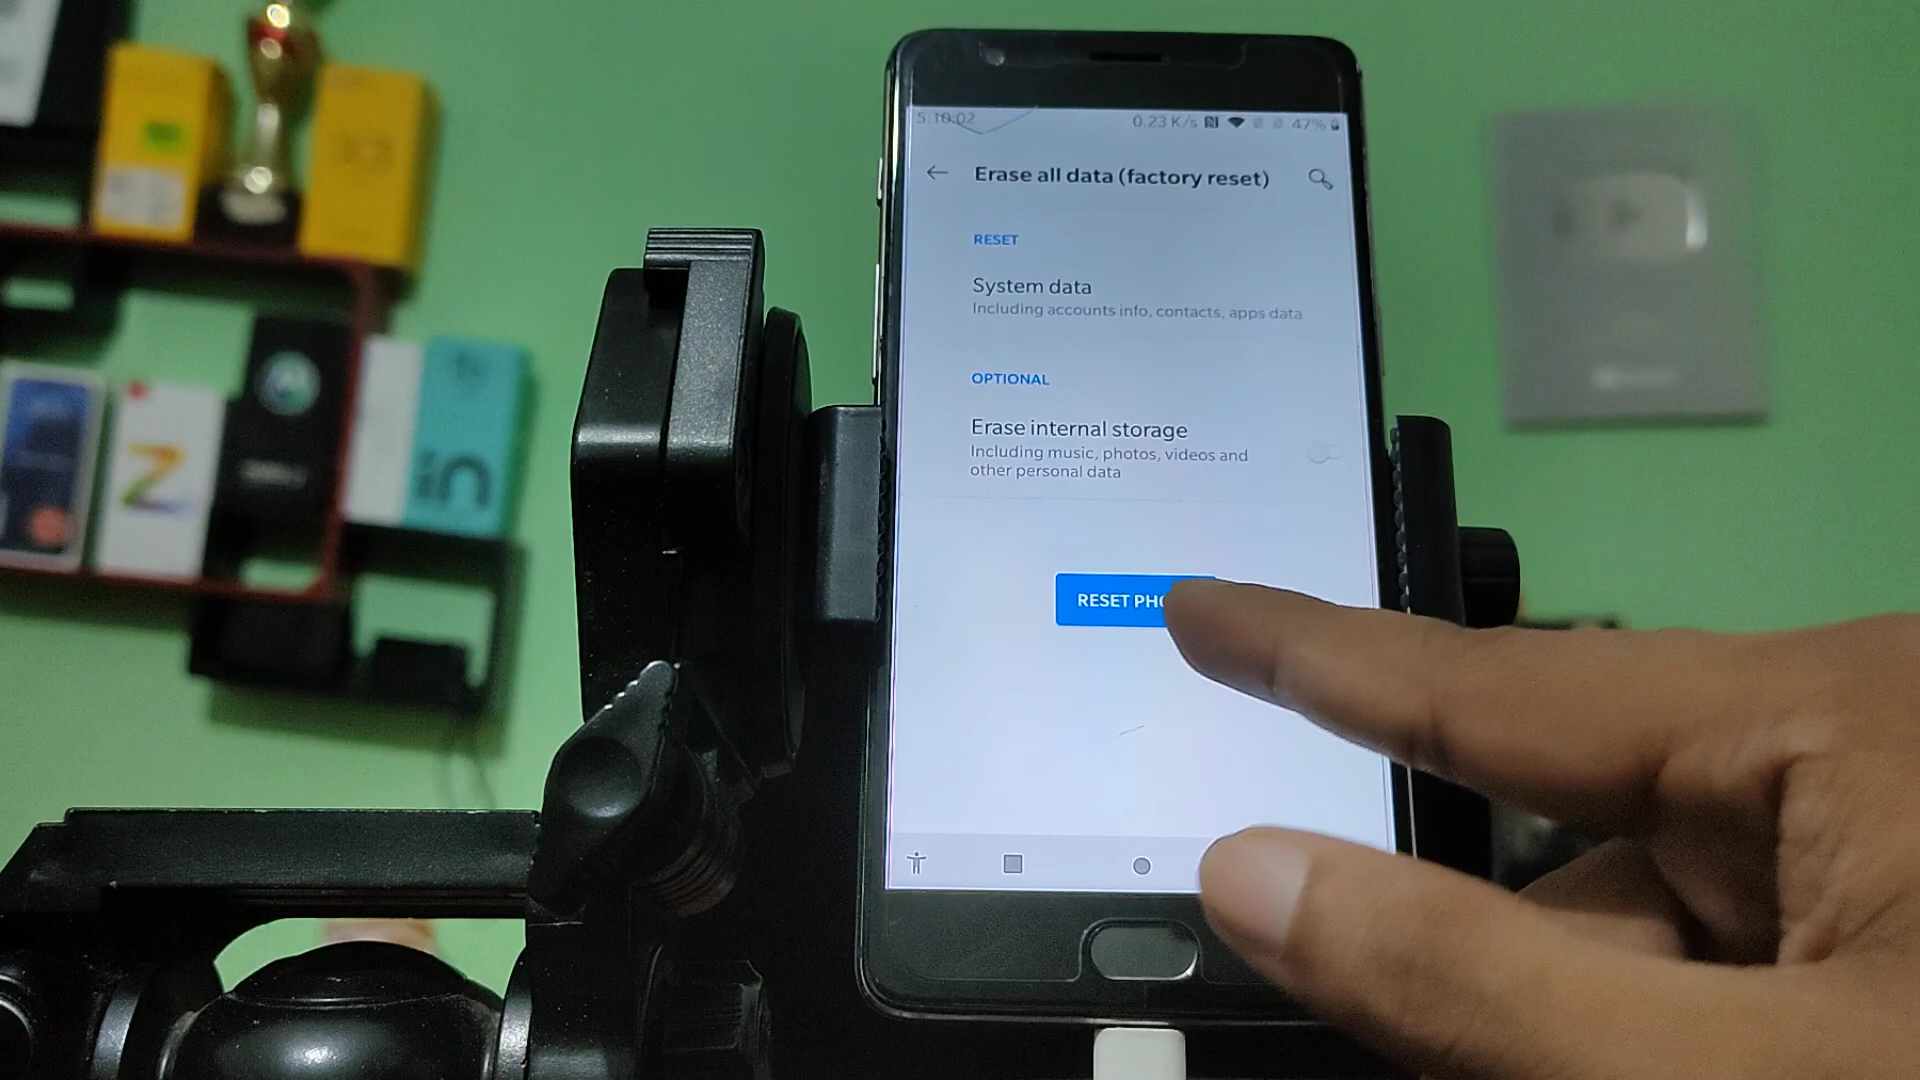 5:10:02 0.23 K/s 47%
Erase all data (factory reset)
RESET
System data
Including accounts info, contacts, apps data
OPTIONAL
Erase internal storage
Including music, photos, videos and
other personal data
RESET
Z